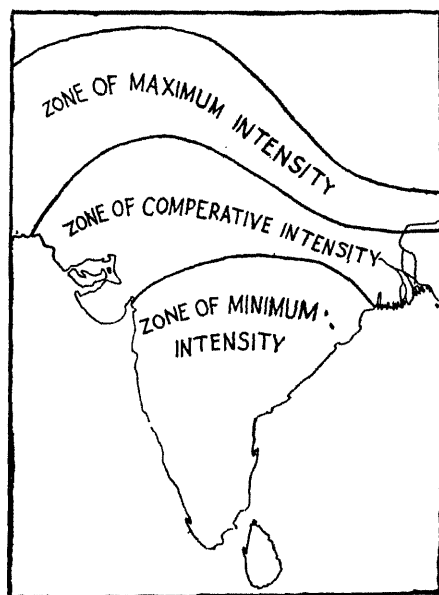 ZONE OF MAXIMUM INTENSITY
ZONE OF COMPERATIVE INTENSITY
ZONE OF MINIMUM
INTENSITY